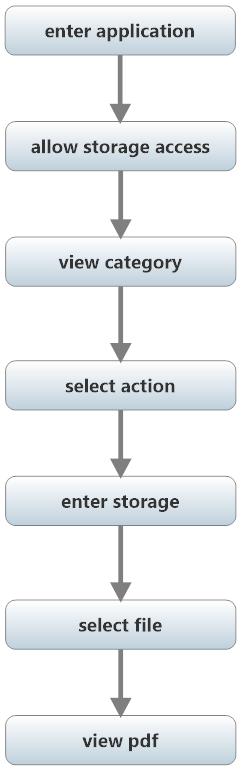 enter application
allow storage access
view category
select action
enter storage
select file
view pdf